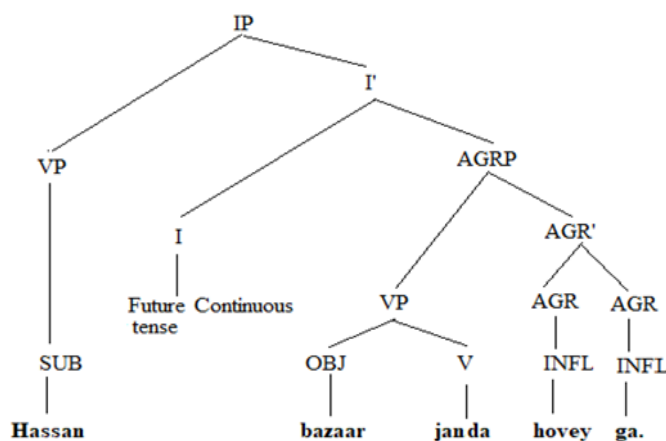 IP
I'
VP
AGRP
I
AGR'
Future Continuous
tense
VP
AGR
AGR
SUB
OBJ
V
INFL
INFL
Hassan
bazaar
janda
hovey
ga.